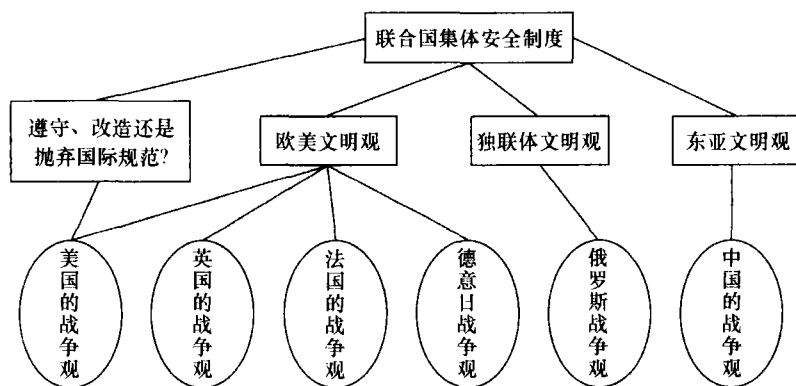 联合国集体安全制度
遵守、改造还是
抛弃国际规范?
欧美文明观
独联体文明观
东亚文明观
美国的战争观
英国的战争观
法国的战争观
德意日战争观
俄罗斯战争观
中国的战争观